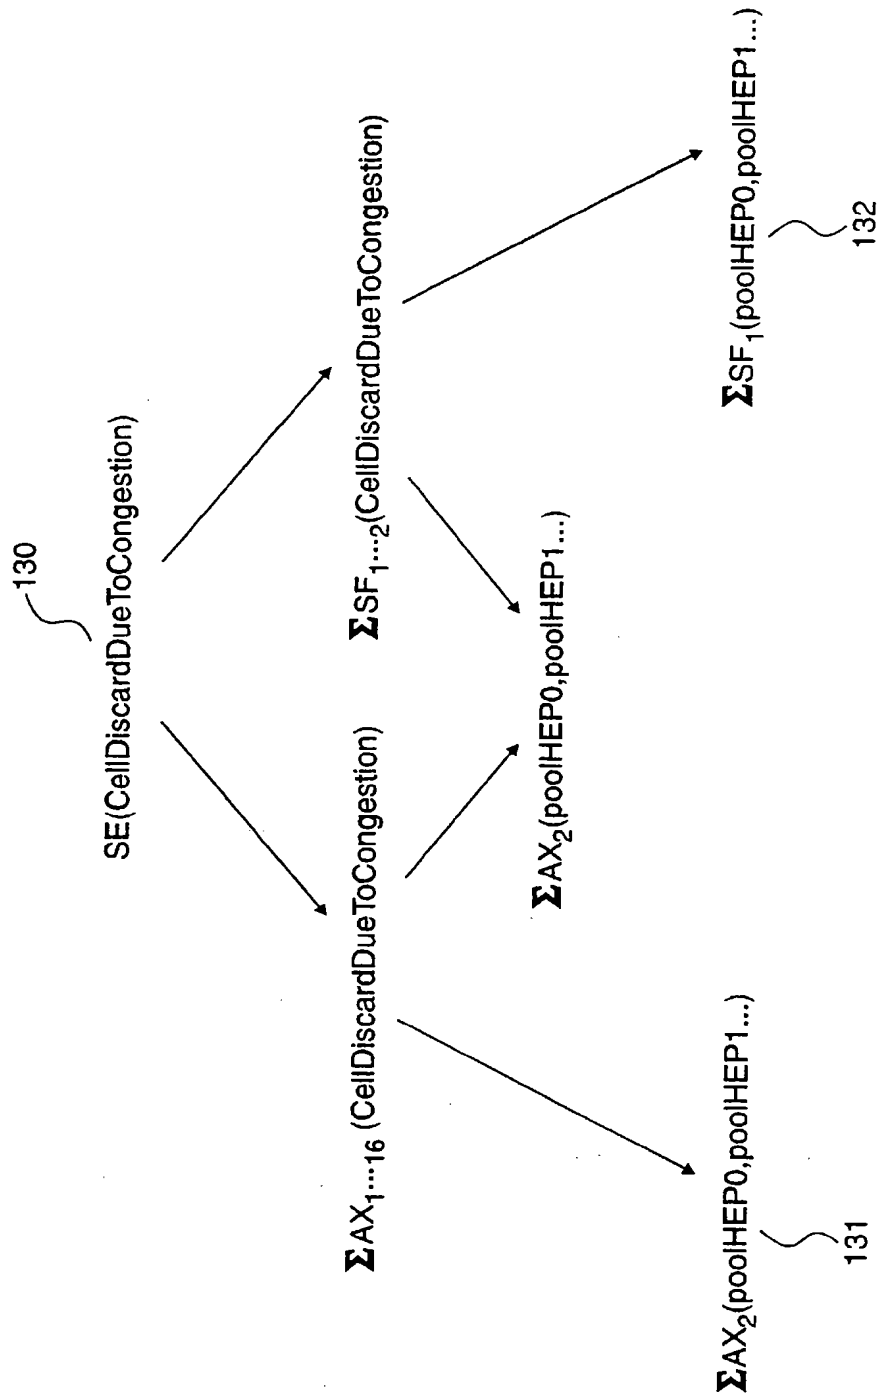 130
SE(CellDiscardDueToCongestion)
ΣAX1...16 (CellDiscardDueToCongestion)
ΣSF1...2(CellDiscardDueToCongestion)
ΣAX2(poolHEP0,poolHEP1...)
ΣAX2(poolHEP0,poolHEP1...)
131
ΣSF1(poolHEP0,poolHEP1...)
132